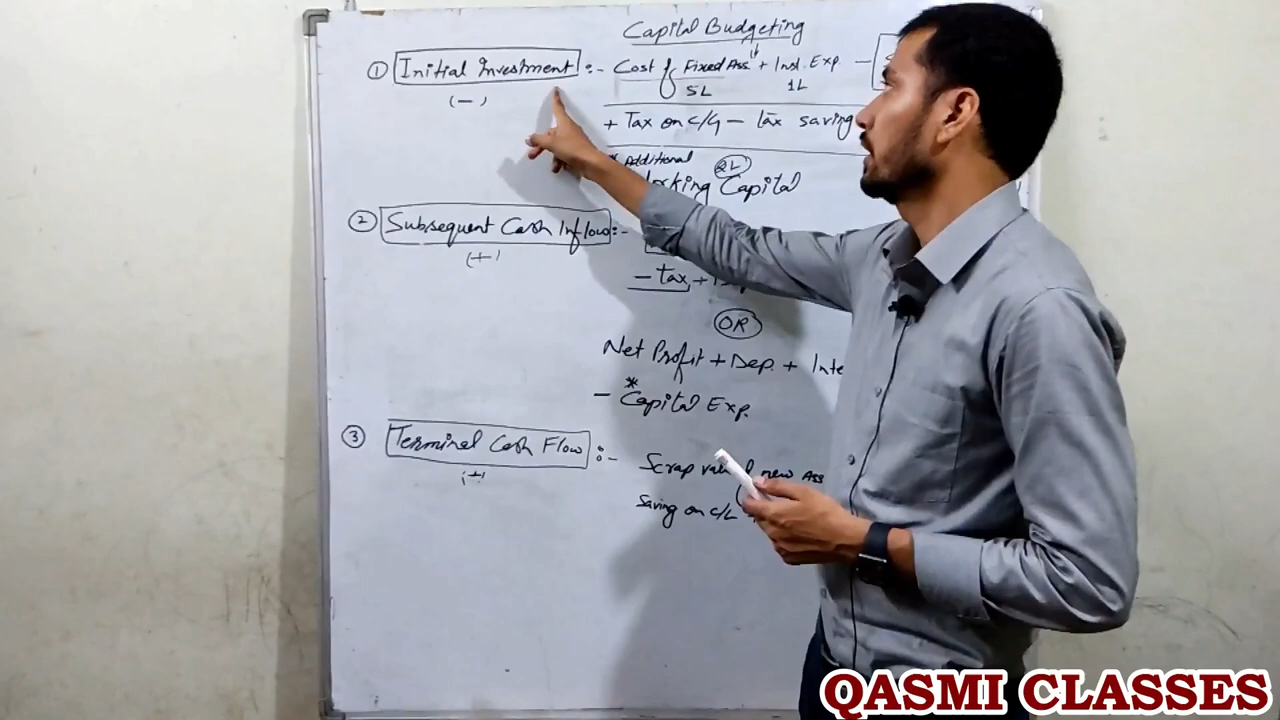 Capital Budgeting
① Initial Investment :- Cost of Fixed Ass. + Inst. Exp. -
(-) 5L 1L
+ Tax on C/G - Tax saving
* Additional 2L
Working Capital
② Subsequent Cash Inflow :-
(+)
- Tax +
OR
Net Profit + Dep. + Inte
- * Capital Exp.
③ Terminal Cash Flow :-
(+)
Scrap new Ass
Saving on C/L
QASMI CLASSES